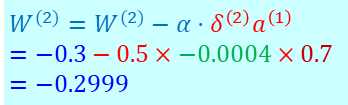 W⁽²⁾ = W⁽²⁾ − α · δ⁽²⁾a⁽¹⁾
= −0.3 − 0.5 × −0.0004 × 0.7
= −0.2999